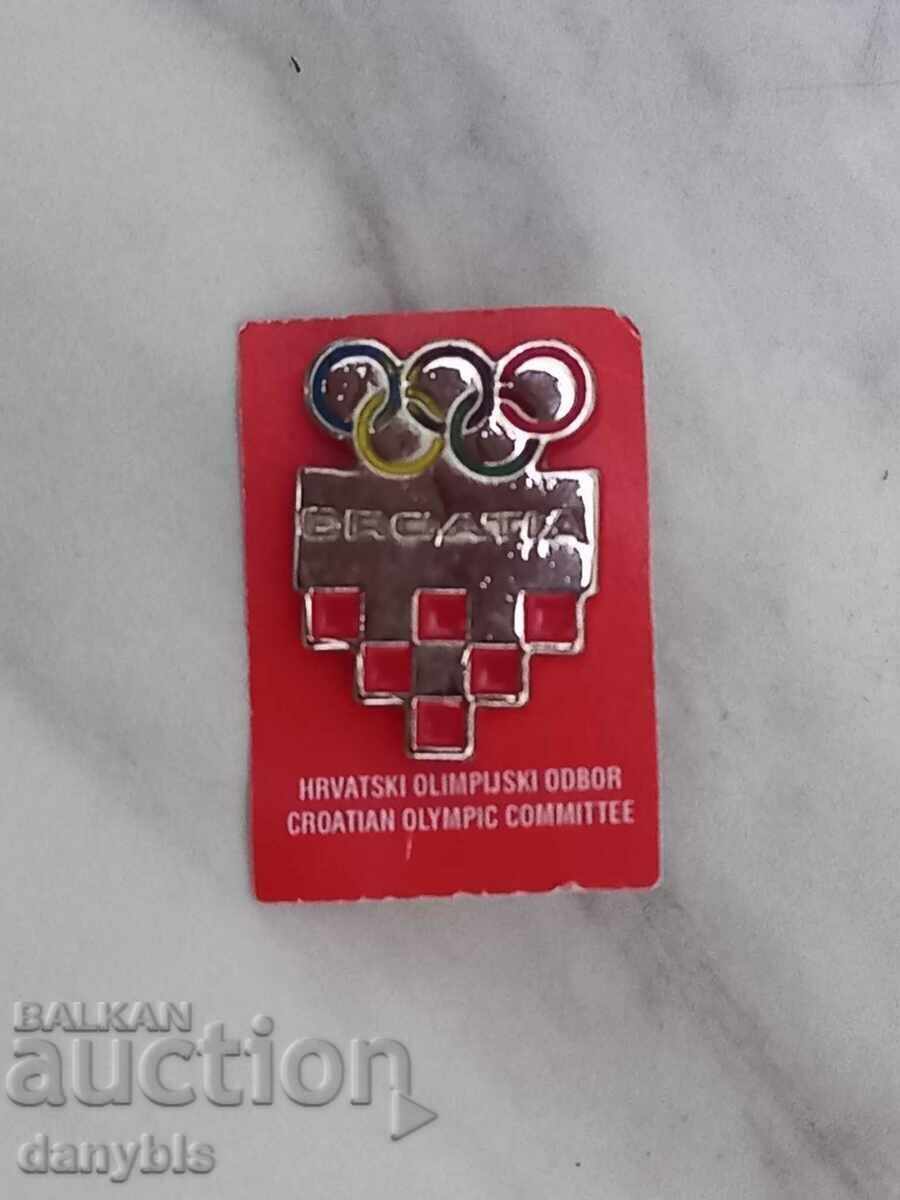 CROATIA
HRVATSKI OLIMPIJSKI ODBOR
CROATIAN OLYMPIC COMMITTEE
BALKAN
auction
danybls